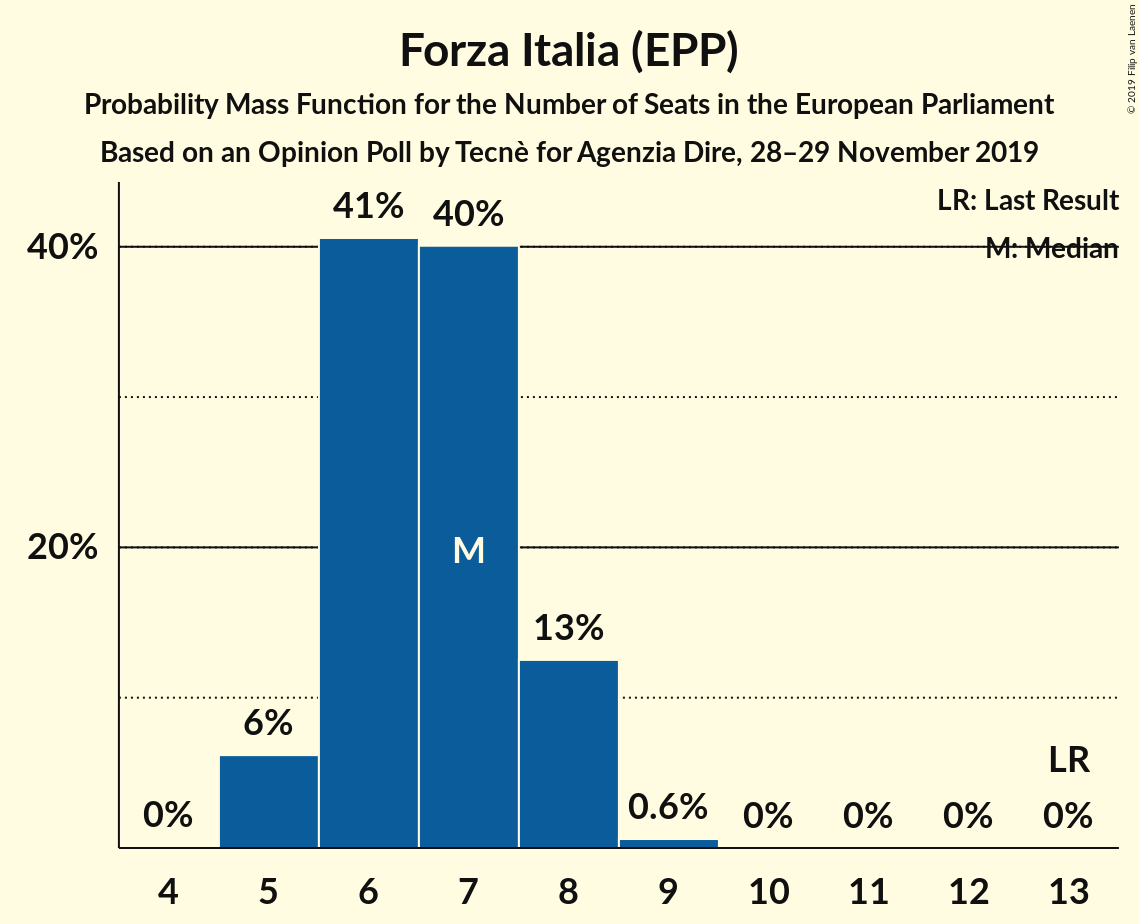 Forza Italia (EPP)
Probability Mass Function for the Number of Seats in the European Parliament
Based on an Opinion Poll by Tecnè for Agenzia Dire, 28–29 November 2019
© 2019 Filip van Laenen
LR: Last Result
M: Median
40%
20%
0%
6%
41%
40%
M
13%
0.6%
0%
0%
0%
LR
0%
4 5 6 7 8 9 10 11 12 13